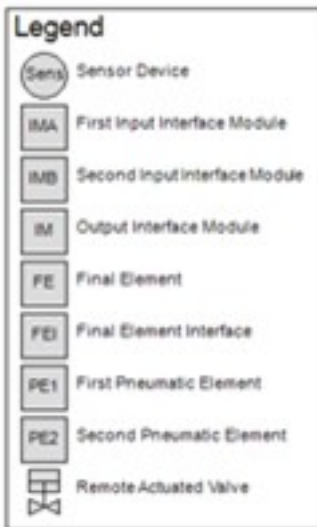 Legend
Sens Sensor Device
IMA First Input Interface Module
IMB Second Input Interface Module
IM Output Interface Module
FE Final Element
FEI Final Element Interface
PE1 First Pneumatic Element
PE2 Second Pneumatic Element
Remote Actuated Valve